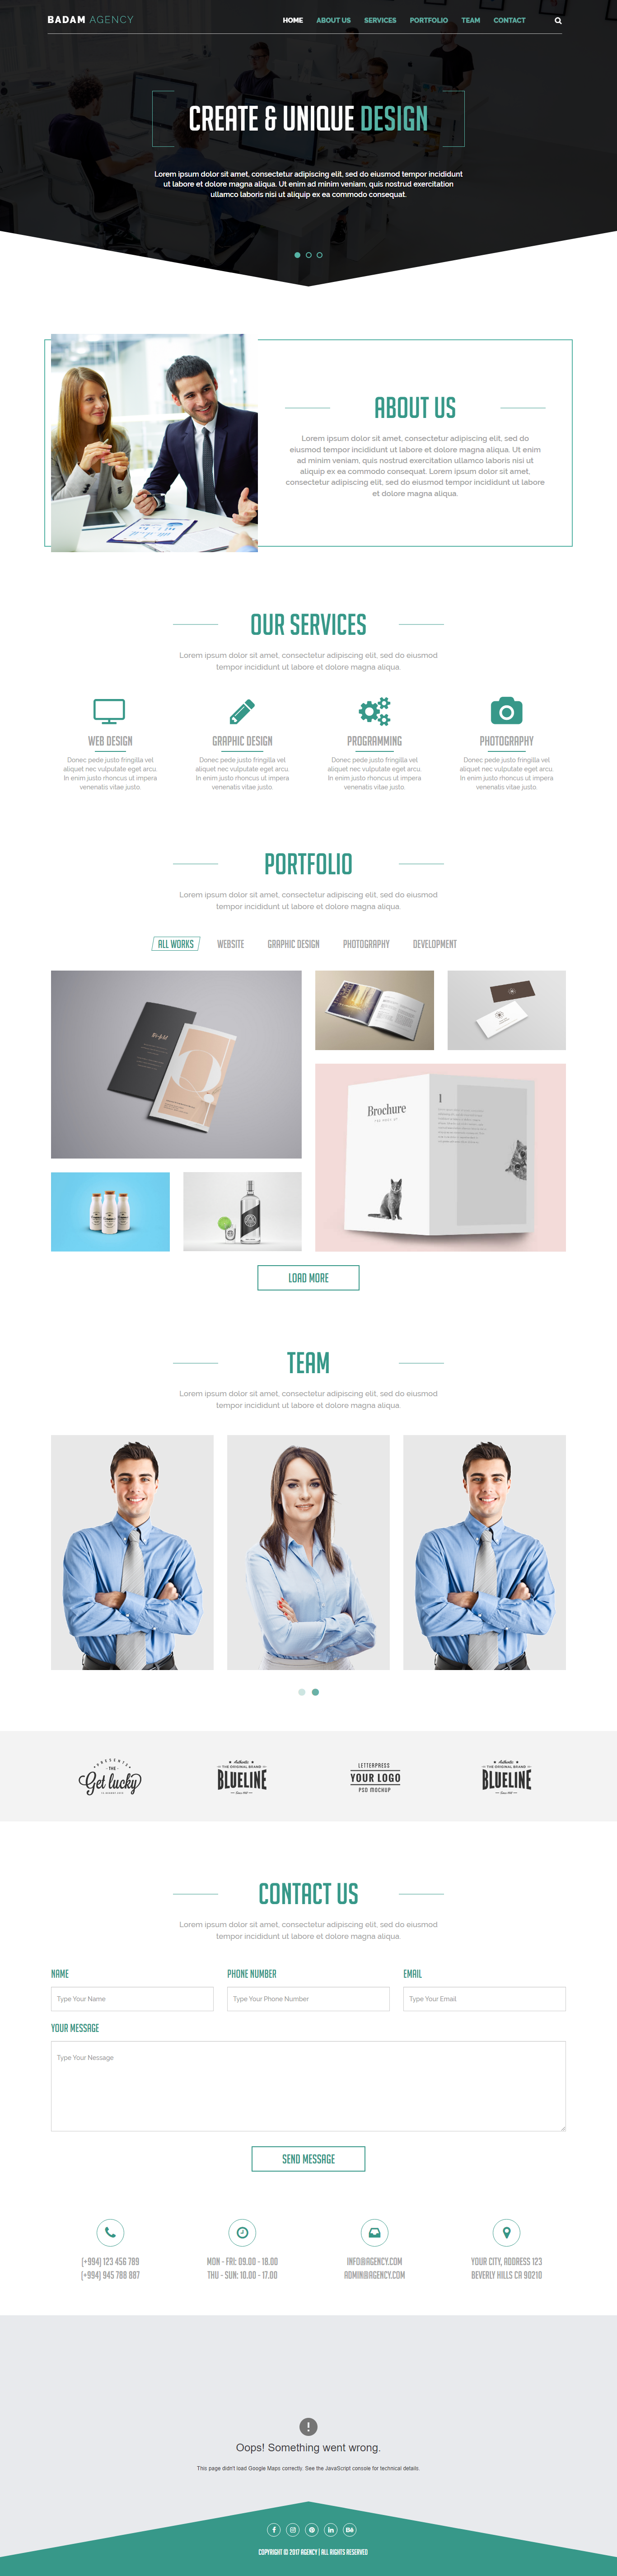 BADAM AGENCY
HOME ABOUT US SERVICES PORTFOLIO TEAM CONTACT
CREATE & UNIQUE DESIGN
Lorem ipsum dolor sit amet, consectetur adipiscing elit, sed do eiusmod tempor incididunt
ut labore et dolore magna aliqua. Ut enim ad minim veniam, quis nostrud exercitation
ullamco laboris nisi ut aliquip ex ea commodo consequat.
ABOUT US
Lorem ipsum dolor sit amet, consectetur adipiscing elit, sed do
eiusmod tempor incididunt ut labore et dolore magna aliqua. Ut enim
ad minim veniam, quis nostrud exercitation ullamco laboris nisi ut
aliquip ex ea commodo consequat. Lorem ipsum dolor sit amet,
consectetur adipiscing elit, sed do eiusmod tempor incididunt ut labore
et dolore magna aliqua.
OUR SERVICES
Lorem ipsum dolor sit amet, consectetur adipiscing elit, sed do eiusmod
tempor incididunt ut labore et dolore magna aliqua.
WEB DESIGN
Donec pede justo fringilla vel
aliquet nec vulputate eget arcu.
In enim justo rhoncus ut impera
venenatis vitae justo.
GRAPHIC DESIGN
Donec pede justo fringilla vel
aliquet nec vulputate eget arcu.
In enim justo rhoncus ut impera
venenatis vitae justo.
PROGRAMMING
Donec pede justo fringilla vel
aliquet nec vulputate eget arcu.
In enim justo rhoncus ut impera
venenatis vitae justo.
PHOTOGRAPHY
Donec pede justo fringilla vel
aliquet nec vulputate eget arcu.
In enim justo rhoncus ut impera
venenatis vitae justo.
PORTFOLIO
Lorem ipsum dolor sit amet, consectetur adipiscing elit, sed do eiusmod
tempor incididunt ut labore et dolore magna aliqua.
ALL WORKS WEBSITE GRAPHIC DESIGN PHOTOGRAPHY DEVELOPMENT
Brochure
1
LOAD MORE
TEAM
Lorem ipsum dolor sit amet, consectetur adipiscing elit, sed do eiusmod
tempor incididunt ut labore et dolore magna aliqua.
PRESENTS
THE
Get lucky
Authentic
THE ORIGINAL BRAND
BLUELINE
LETTERPRESS
YOUR LOGO
PSD MOCKUP
Authentic
THE ORIGINAL BRAND
BLUELINE
CONTACT US
Lorem ipsum dolor sit amet, consectetur adipiscing elit, sed do eiusmod
tempor incididunt ut labore et dolore magna aliqua.
NAME PHONE NUMBER EMAIL
Type Your Name Type Your Phone Number Type Your Email
YOUR MESSAGE
Type Your Nessage
SEND MESSAGE
(+994) 123 456 789
(+994) 945 788 887
MON - FRI: 09.00 - 18.00
THU - SUN: 10.00 - 17.00
INFO@AGENCY.COM
ADMIN@AGENCY.COM
YOUR CITY, ADDRESS 123
BEVERLY HILLS CA 90210
Oops! Something went wrong.
This page didn't load Google Maps correctly. See the JavaScript console for technical details.
COPYRIGHT © 2017 AGENCY | ALL RIGHTS RESERVED